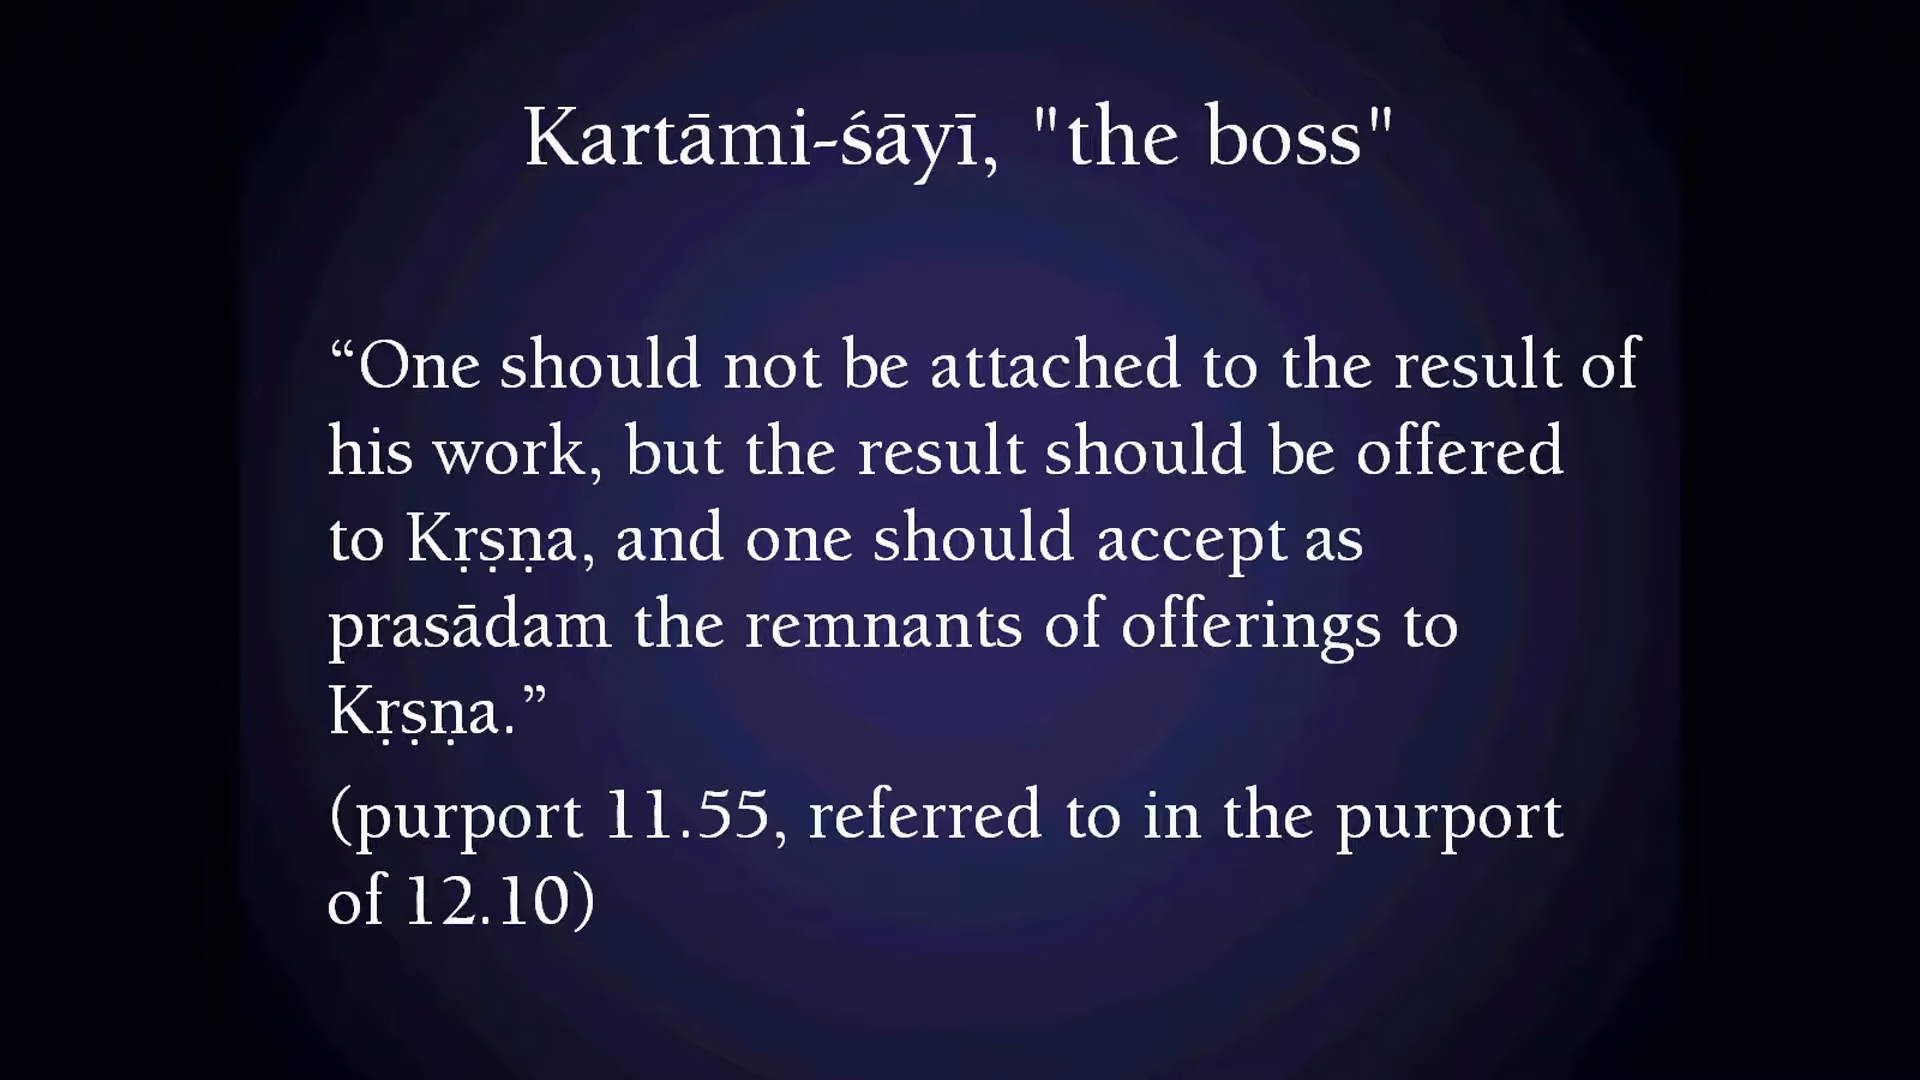 Kartāmi-śāyī, "the boss"
“One should not be attached to the result of
his work, but the result should be offered
to Kṛṣṇa, and one should accept as
prasādam the remnants of offerings to
Kṛṣṇa.”
(purport 11.55, referred to in the purport
of 12.10)